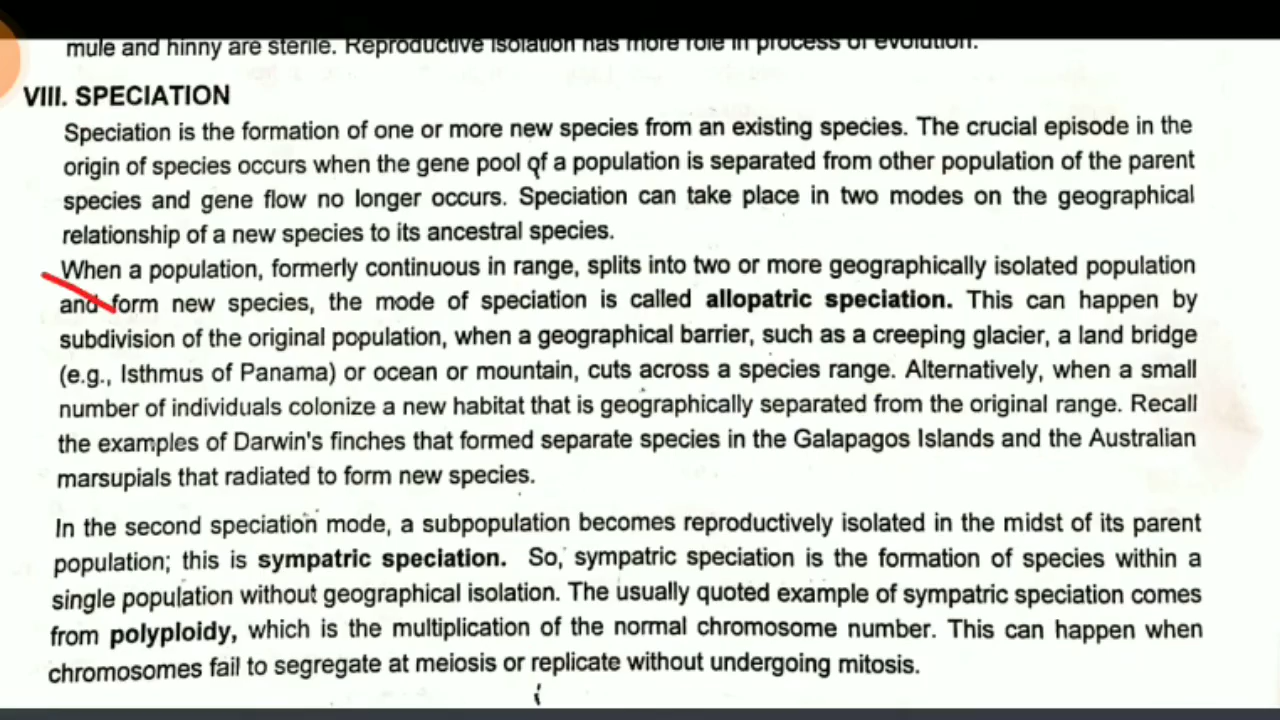 mule and hinny are sterile. Reproductive isolation has more role in process of evolution.
VIII. SPECIATION
Speciation is the formation of one or more new species from an existing species. The crucial episode in the
origin of species occurs when the gene pool of a population is separated from other population of the parent
species and gene flow no longer occurs. Speciation can take place in two modes on the geographical
relationship of a new species to its ancestral species.
When a population, formerly continuous in range, splits into two or more geographically isolated population
and form new species, the mode of speciation is called allopatric speciation. This can happen by
subdivision of the original population, when a geographical barrier, such as a creeping glacier, a land bridge
(e.g., Isthmus of Panama) or ocean or mountain, cuts across a species range. Alternatively, when a small
number of individuals colonize a new habitat that is geographically separated from the original range. Recall
the examples of Darwin's finches that formed separate species in the Galapagos Islands and the Australian
marsupials that radiated to form new species.
In the second speciation mode, a subpopulation becomes reproductively isolated in the midst of its parent
population; this is sympatric speciation. So, sympatric speciation is the formation of species within a
single population without geographical isolation. The usually quoted example of sympatric speciation comes
from polyploidy, which is the multiplication of the normal chromosome number. This can happen when
chromosomes fail to segregate at meiosis or replicate without undergoing mitosis.